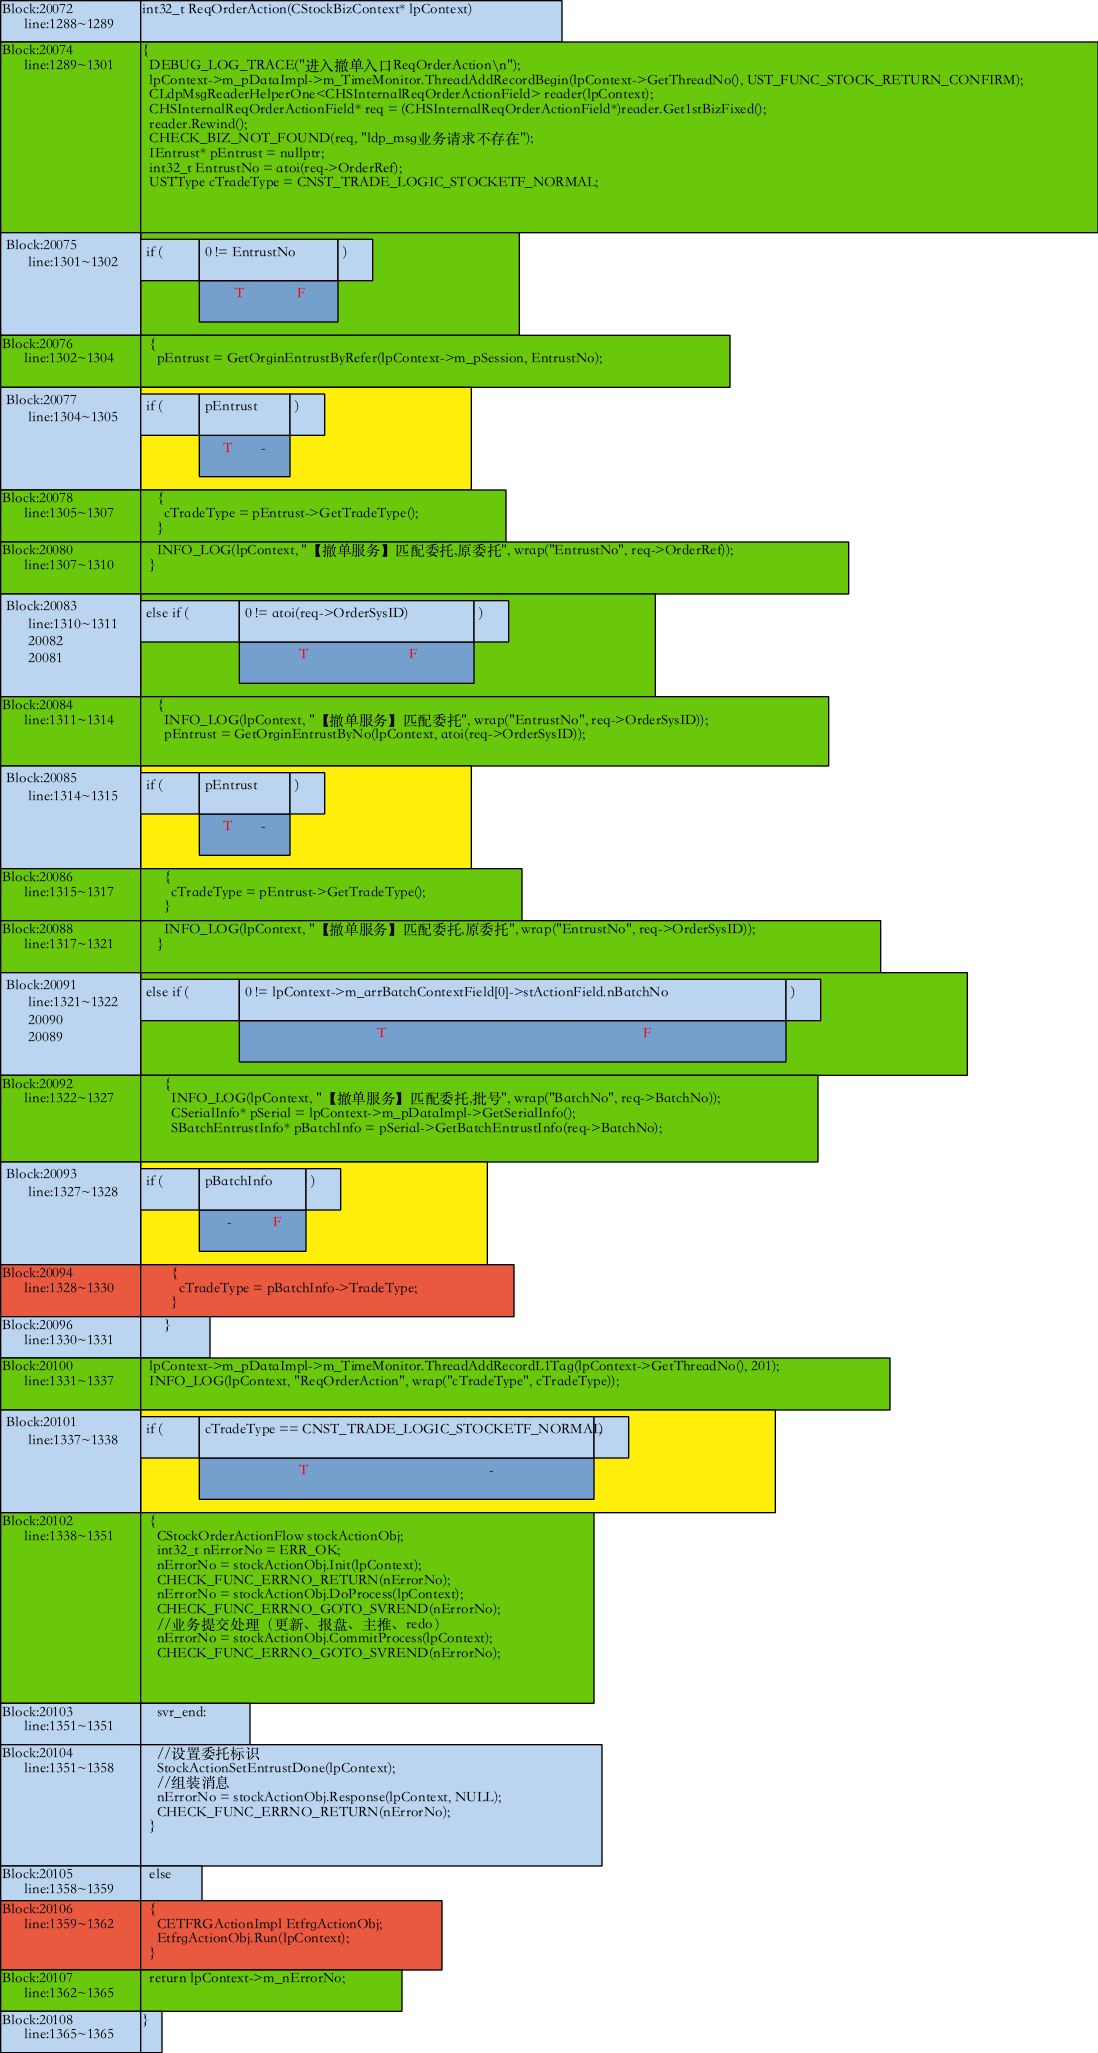 Block:20072
line:1288~1289
int32_t ReqOrderAction(CStockBizContext* lpContext)
Block:20074
line:1289~1301
{
DEBUG_LOG_TRACE("进入撤单入口ReqOrderAction\n");
lpContext->m_pDataImpl->m_TimeMonitor.ThreadAddRecordBegin(lpContext->GetThreadNo(), UST_FUNC_STOCK_RETURN_CONFIRM);
CLdpMsgReaderHelperOne<CHSInternalReqOrderActionField> reader(lpContext);
CHSInternalReqOrderActionField* req = (CHSInternalReqOrderActionField*)reader.Get1stBizFixed();
reader.Rewind();
CHECK_BIZ_NOT_FOUND(req, "ldp_msg业务请求不存在");
IEntrust* pEntrust = nullptr;
int32_t EntrustNo = atoi(req->OrderRef);
USTType cTradeType = CNST_TRADE_LOGIC_STOCKETF_NORMAL;
Block:20075
line:1301~1302
if ( 0 != EntrustNo )
T F
Block:20076
line:1302~1304
{
pEntrust = GetOrginEntrustByRefer(lpContext->m_pSession, EntrustNo);
Block:20077
line:1304~1305
if ( pEntrust )
T -
Block:20078
line:1305~1307
{
cTradeType = pEntrust->GetTradeType();
}
Block:20080
line:1307~1310
INFO_LOG(lpContext, "【撤单服务】匹配委托,原委托", wrap("EntrustNo", req->OrderRef));
}
Block:20083
line:1310~1311
20082
20081
else if ( 0 != atoi(req->OrderSysID) )
T F
Block:20084
line:1311~1314
{
INFO_LOG(lpContext, "【撤单服务】匹配委托", wrap("EntrustNo", req->OrderSysID));
pEntrust = GetOrginEntrustByNo(lpContext, atoi(req->OrderSysID));
Block:20085
line:1314~1315
if ( pEntrust )
T -
Block:20086
line:1315~1317
{
cTradeType = pEntrust->GetTradeType();
}
Block:20088
line:1317~1321
INFO_LOG(lpContext, "【撤单服务】匹配委托,原委托", wrap("EntrustNo", req->OrderSysID));
}
Block:20091
line:1321~1322
20090
20089
else if ( 0 != lpContext->m_arrBatchContextField[0]->stActionField.nBatchNo )
T F
Block:20092
line:1322~1327
{
INFO_LOG(lpContext, "【撤单服务】匹配委托,批号", wrap("BatchNo", req->BatchNo));
CSerialInfo* pSerial = lpContext->m_pDataImpl->GetSerialInfo();
SBatchEntrustInfo* pBatchInfo = pSerial->GetBatchEntrustInfo(req->BatchNo);
Block:20093
line:1327~1328
if ( pBatchInfo )
- F
Block:20094
line:1328~1330
{
cTradeType = pBatchInfo->TradeType;
}
Block:20096
line:1330~1331
}
Block:20100
line:1331~1337
lpContext->m_pDataImpl->m_TimeMonitor.ThreadAddRecordL1Tag(lpContext->GetThreadNo(), 201);
INFO_LOG(lpContext, "ReqOrderAction", wrap("cTradeType", cTradeType));
Block:20101
line:1337~1338
if ( cTradeType == CNST_TRADE_LOGIC_STOCKETF_NORMAL )
T -
Block:20102
line:1338~1351
{
CStockOrderActionFlow stockActionObj;
int32_t nErrorNo = ERR_OK;
nErrorNo = stockActionObj.Init(lpContext);
CHECK_FUNC_ERRNO_RETURN(nErrorNo);
nErrorNo = stockActionObj.DoProcess(lpContext);
CHECK_FUNC_ERRNO_GOTO_SVREND(nErrorNo);
//业务提交处理（更新、报盘、主推、redo）
nErrorNo = stockActionObj.CommitProcess(lpContext);
CHECK_FUNC_ERRNO_GOTO_SVREND(nErrorNo);
Block:20103
line:1351~1351
svr_end:
Block:20104
line:1351~1358
//设置委托标识
StockActionSetEntrustDone(lpContext);
//组装消息
nErrorNo = stockActionObj.Response(lpContext, NULL);
CHECK_FUNC_ERRNO_RETURN(nErrorNo);
}
Block:20105
line:1358~1359
else
Block:20106
line:1359~1362
{
CETFRGActionImpl EtfrgActionObj;
EtfrgActionObj.Run(lpContext);
}
Block:20107
line:1362~1365
return lpContext->m_nErrorNo;
Block:20108
line:1365~1365
}